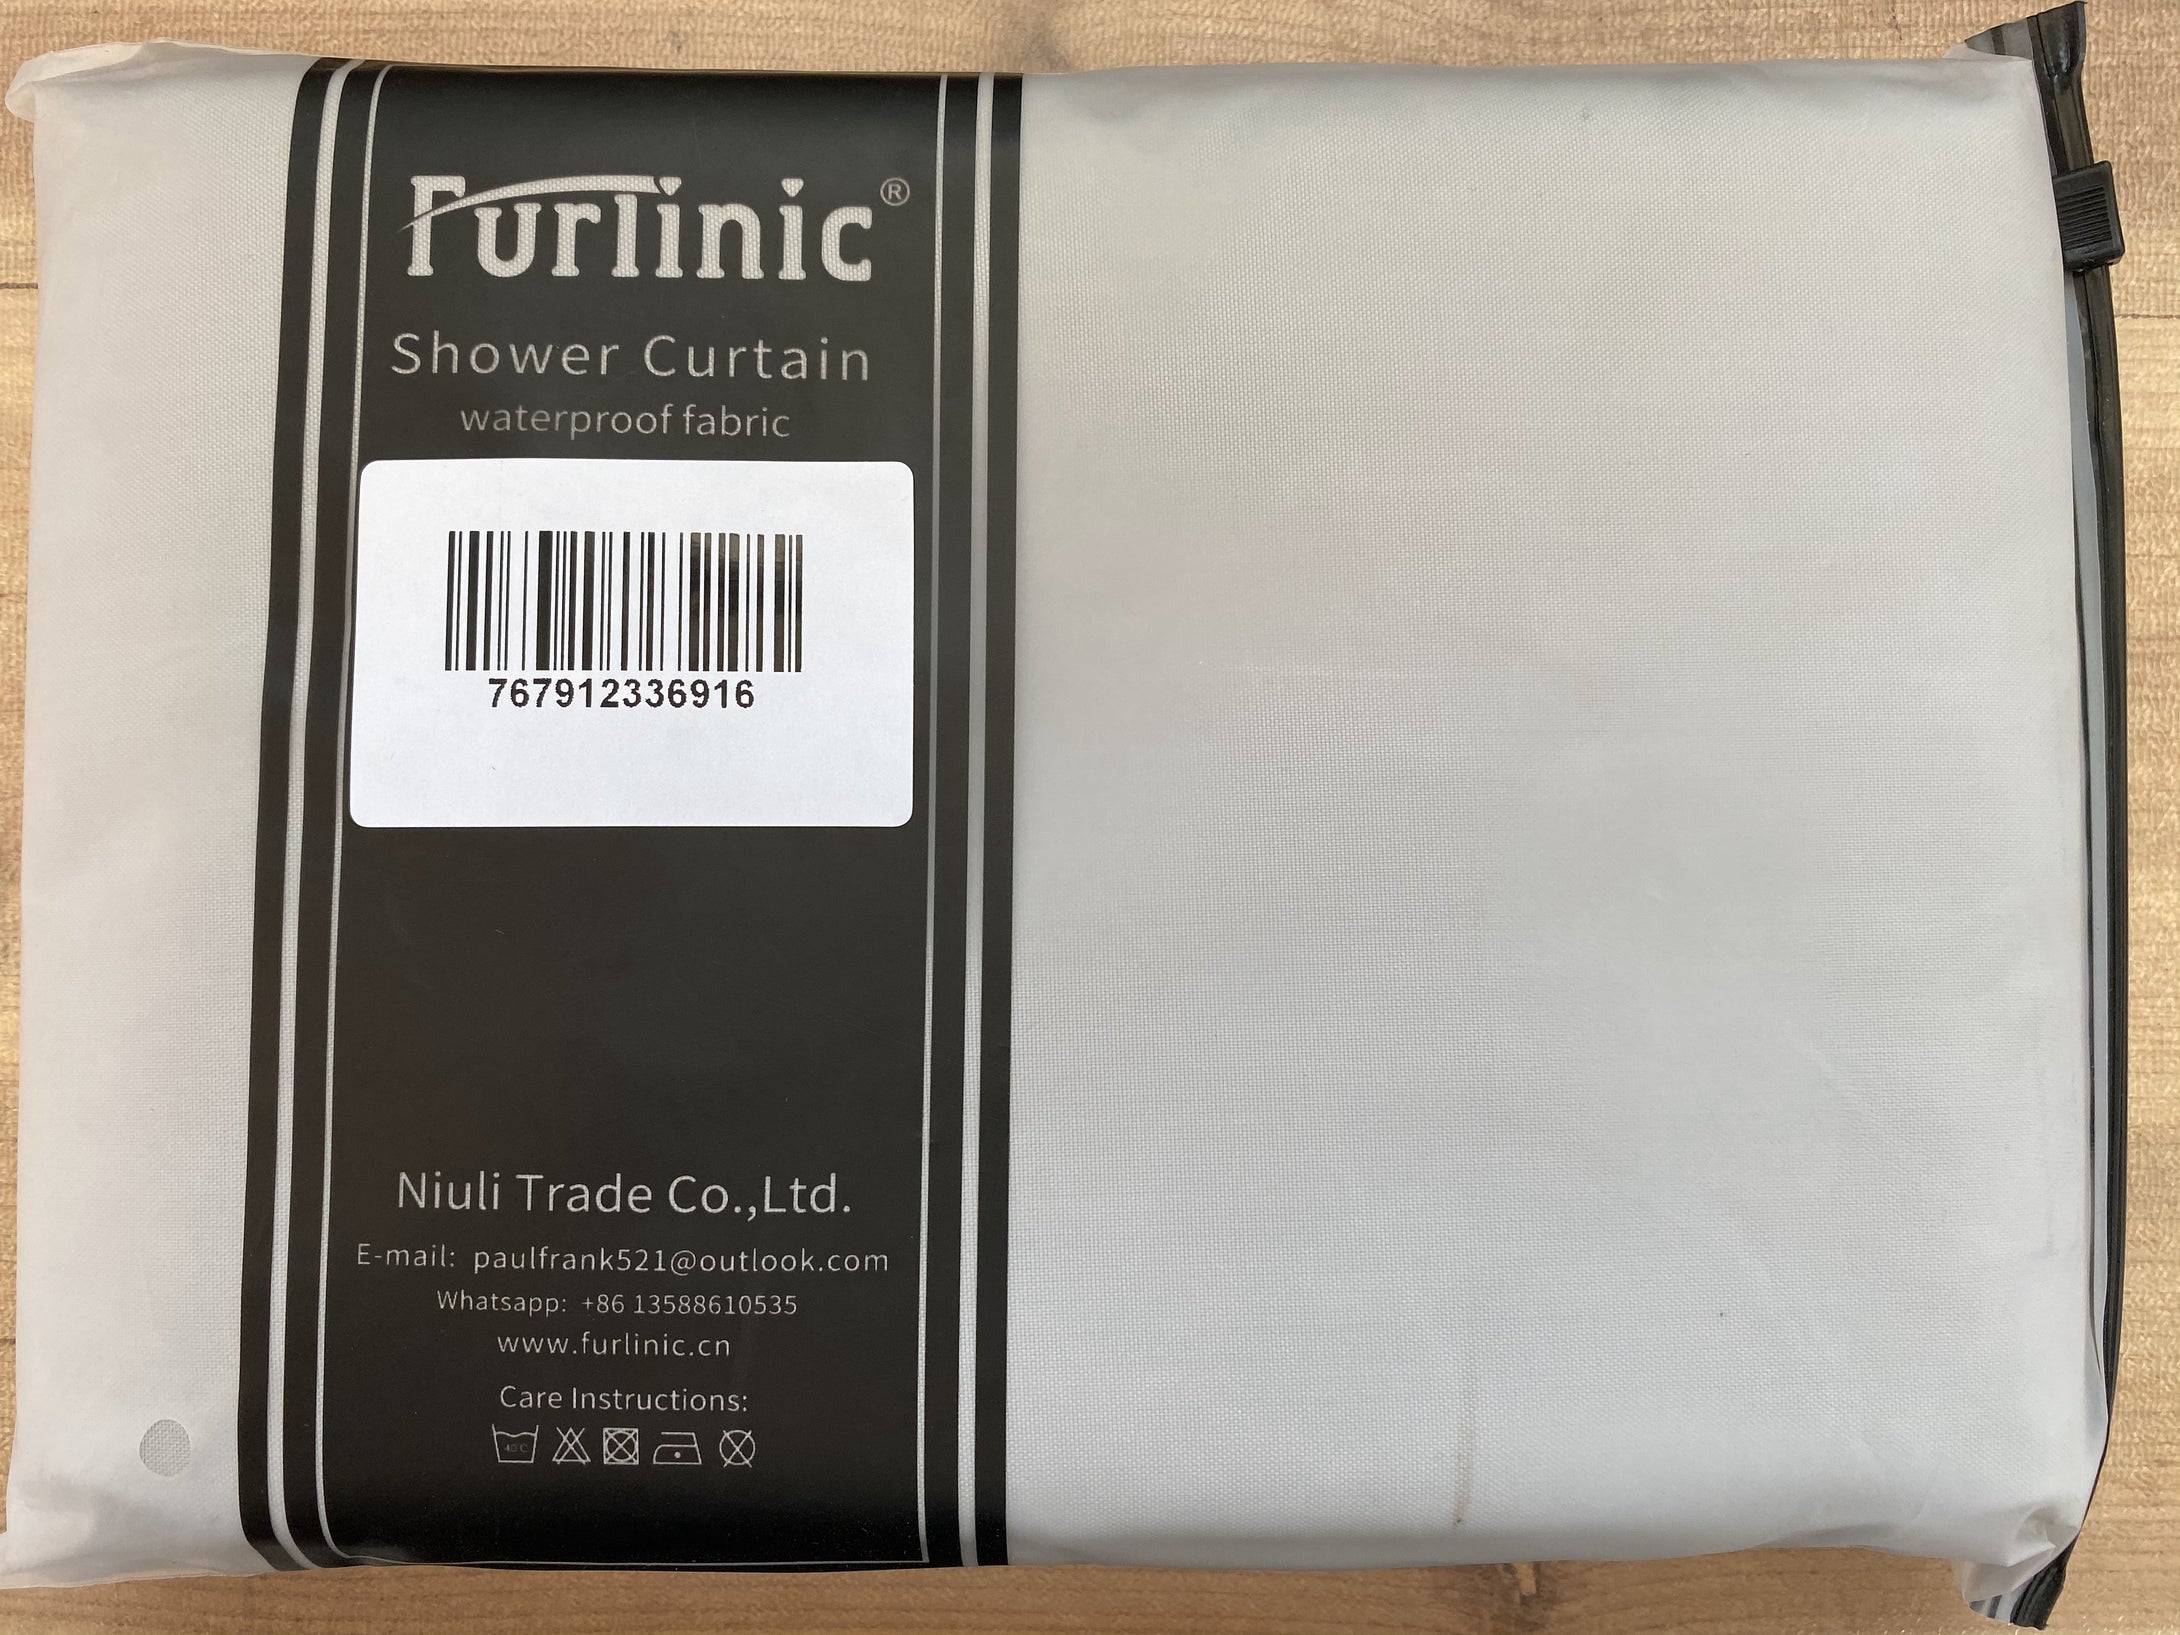 Furlinic®
Shower Curtain
waterproof fabric
767912336916
Niuli Trade Co.,Ltd.
E-mail: paulfrank521@outlook.com
Whatsapp: +86 13588610535
www.furlinic.cn
Care Instructions:
40°C